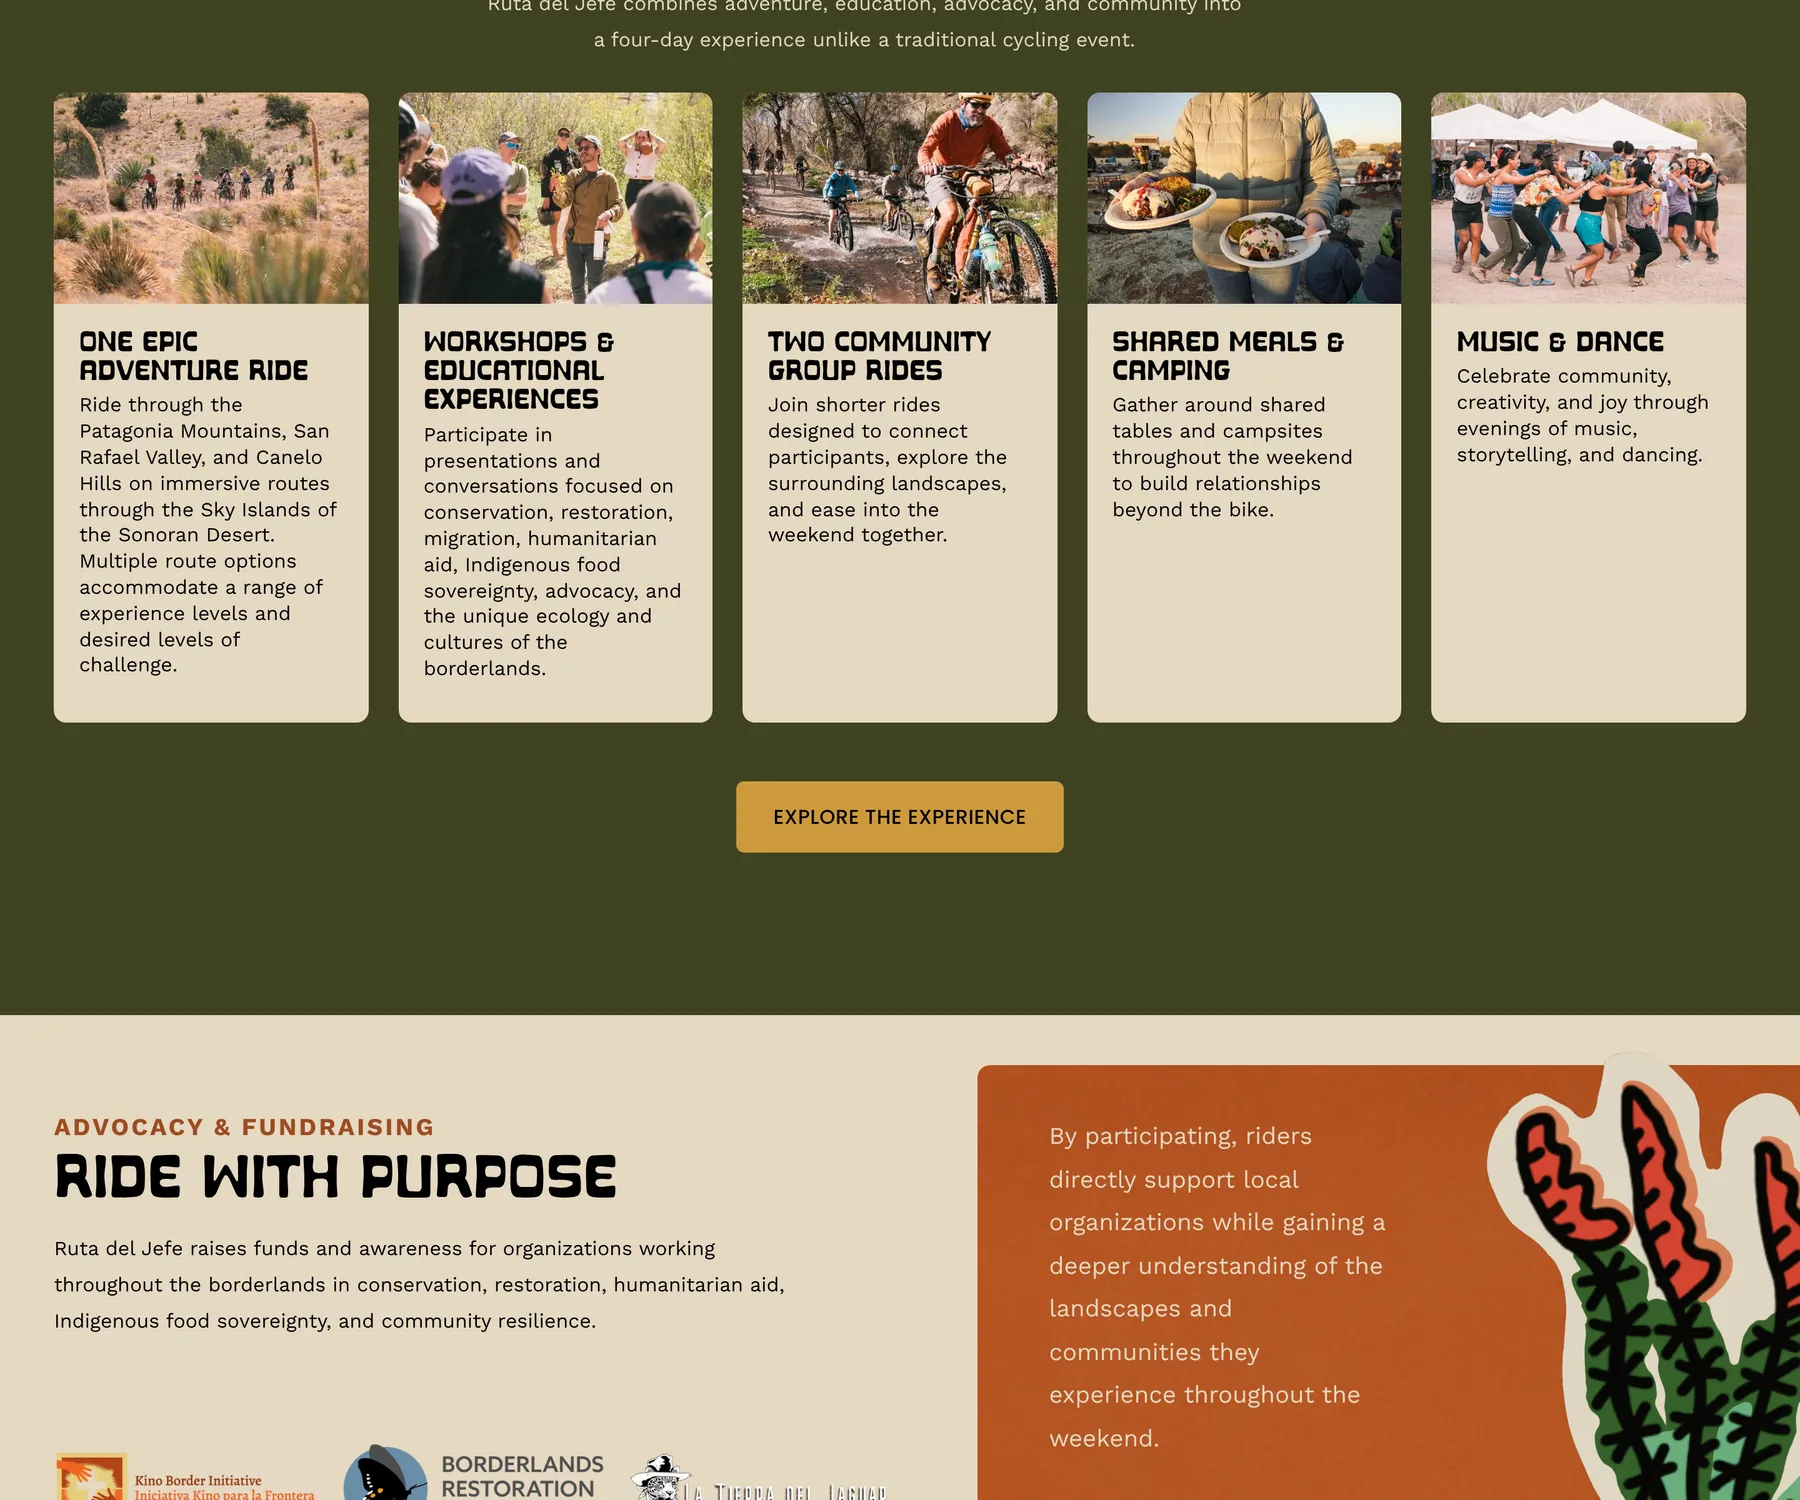 Ruta del Jefe combines adventure, education, advocacy, and community into
a four-day experience unlike a traditional cycling event.
ONE EPIC
ADVENTURE RIDE
Ride through the
Patagonia Mountains, San
Rafael Valley, and Canelo
Hills on immersive routes
through the Sky Islands of
the Sonoran Desert.
Multiple route options
accommodate a range of
experience levels and
desired levels of
challenge.
WORKSHOPS &
EDUCATIONAL
EXPERIENCES
Participate in
presentations and
conversations focused on
conservation, restoration,
migration, humanitarian
aid, Indigenous food
sovereignty, advocacy, and
the unique ecology and
cultures of the
borderlands.
TWO COMMUNITY
GROUP RIDES
Join shorter rides
designed to connect
participants, explore the
surrounding landscapes,
and ease into the
weekend together.
SHARED MEALS &
CAMPING
Gather around shared
tables and campsites
throughout the weekend
to build relationships
beyond the bike.
MUSIC & DANCE
Celebrate community,
creativity, and joy through
evenings of music,
storytelling, and dancing.
EXPLORE THE EXPERIENCE
ADVOCACY & FUNDRAISING
RIDE WITH PURPOSE
Ruta del Jefe raises funds and awareness for organizations working
throughout the borderlands in conservation, restoration, humanitarian aid,
Indigenous food sovereignty, and community resilience.
Kino Border Initiative
Iniciativa Kino para la Frontera
BORDERLANDS
RESTORATION
LA TIERRA DEL JAGUAR
By participating, riders
directly support local
organizations while gaining a
deeper understanding of the
landscapes and
communities they
experience throughout the
weekend.